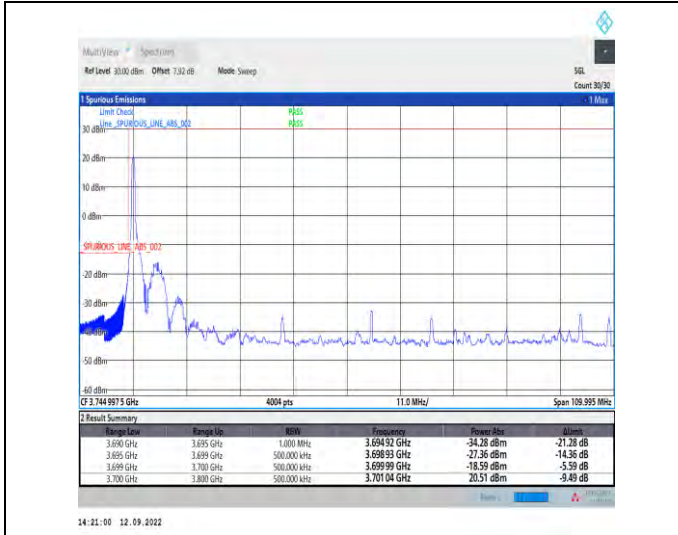 MultiView Spectrum
Ref Level 30.00 dBm Offset 7.92 dB Mode Sweep SGL
Count 30/30
1 Spurious Emissions 1 Max
Limit Check PASS
Line _SPURIOUS_LINE_ABS_002 PASS
30 dBm
20 dBm
10 dBm
0 dBm
_SPURIOUS_LINE_ABS_002
-20 dBm
-30 dBm
-40 dBm
-50 dBm
-60 dBm
CF 3.744 997 5 GHz 4004 pts 11.0 MHz/ Span 109.995 MHz
2 Result Summary
Range Low Range Up RBW Frequency Power Abs ΔLimit
3.690 GHz 3.695 GHz 1.000 MHz 3.694 92 GHz -34.28 dBm -21.28 dB
3.695 GHz 3.699 GHz 500.000 kHz 3.698 93 GHz -27.36 dBm -14.36 dB
3.699 GHz 3.700 GHz 500.000 kHz 3.699 99 GHz -18.59 dBm -5.59 dB
3.700 GHz 3.800 GHz 500.000 kHz 3.701 04 GHz 20.51 dBm -9.49 dB
14:21:00 12.09.2022